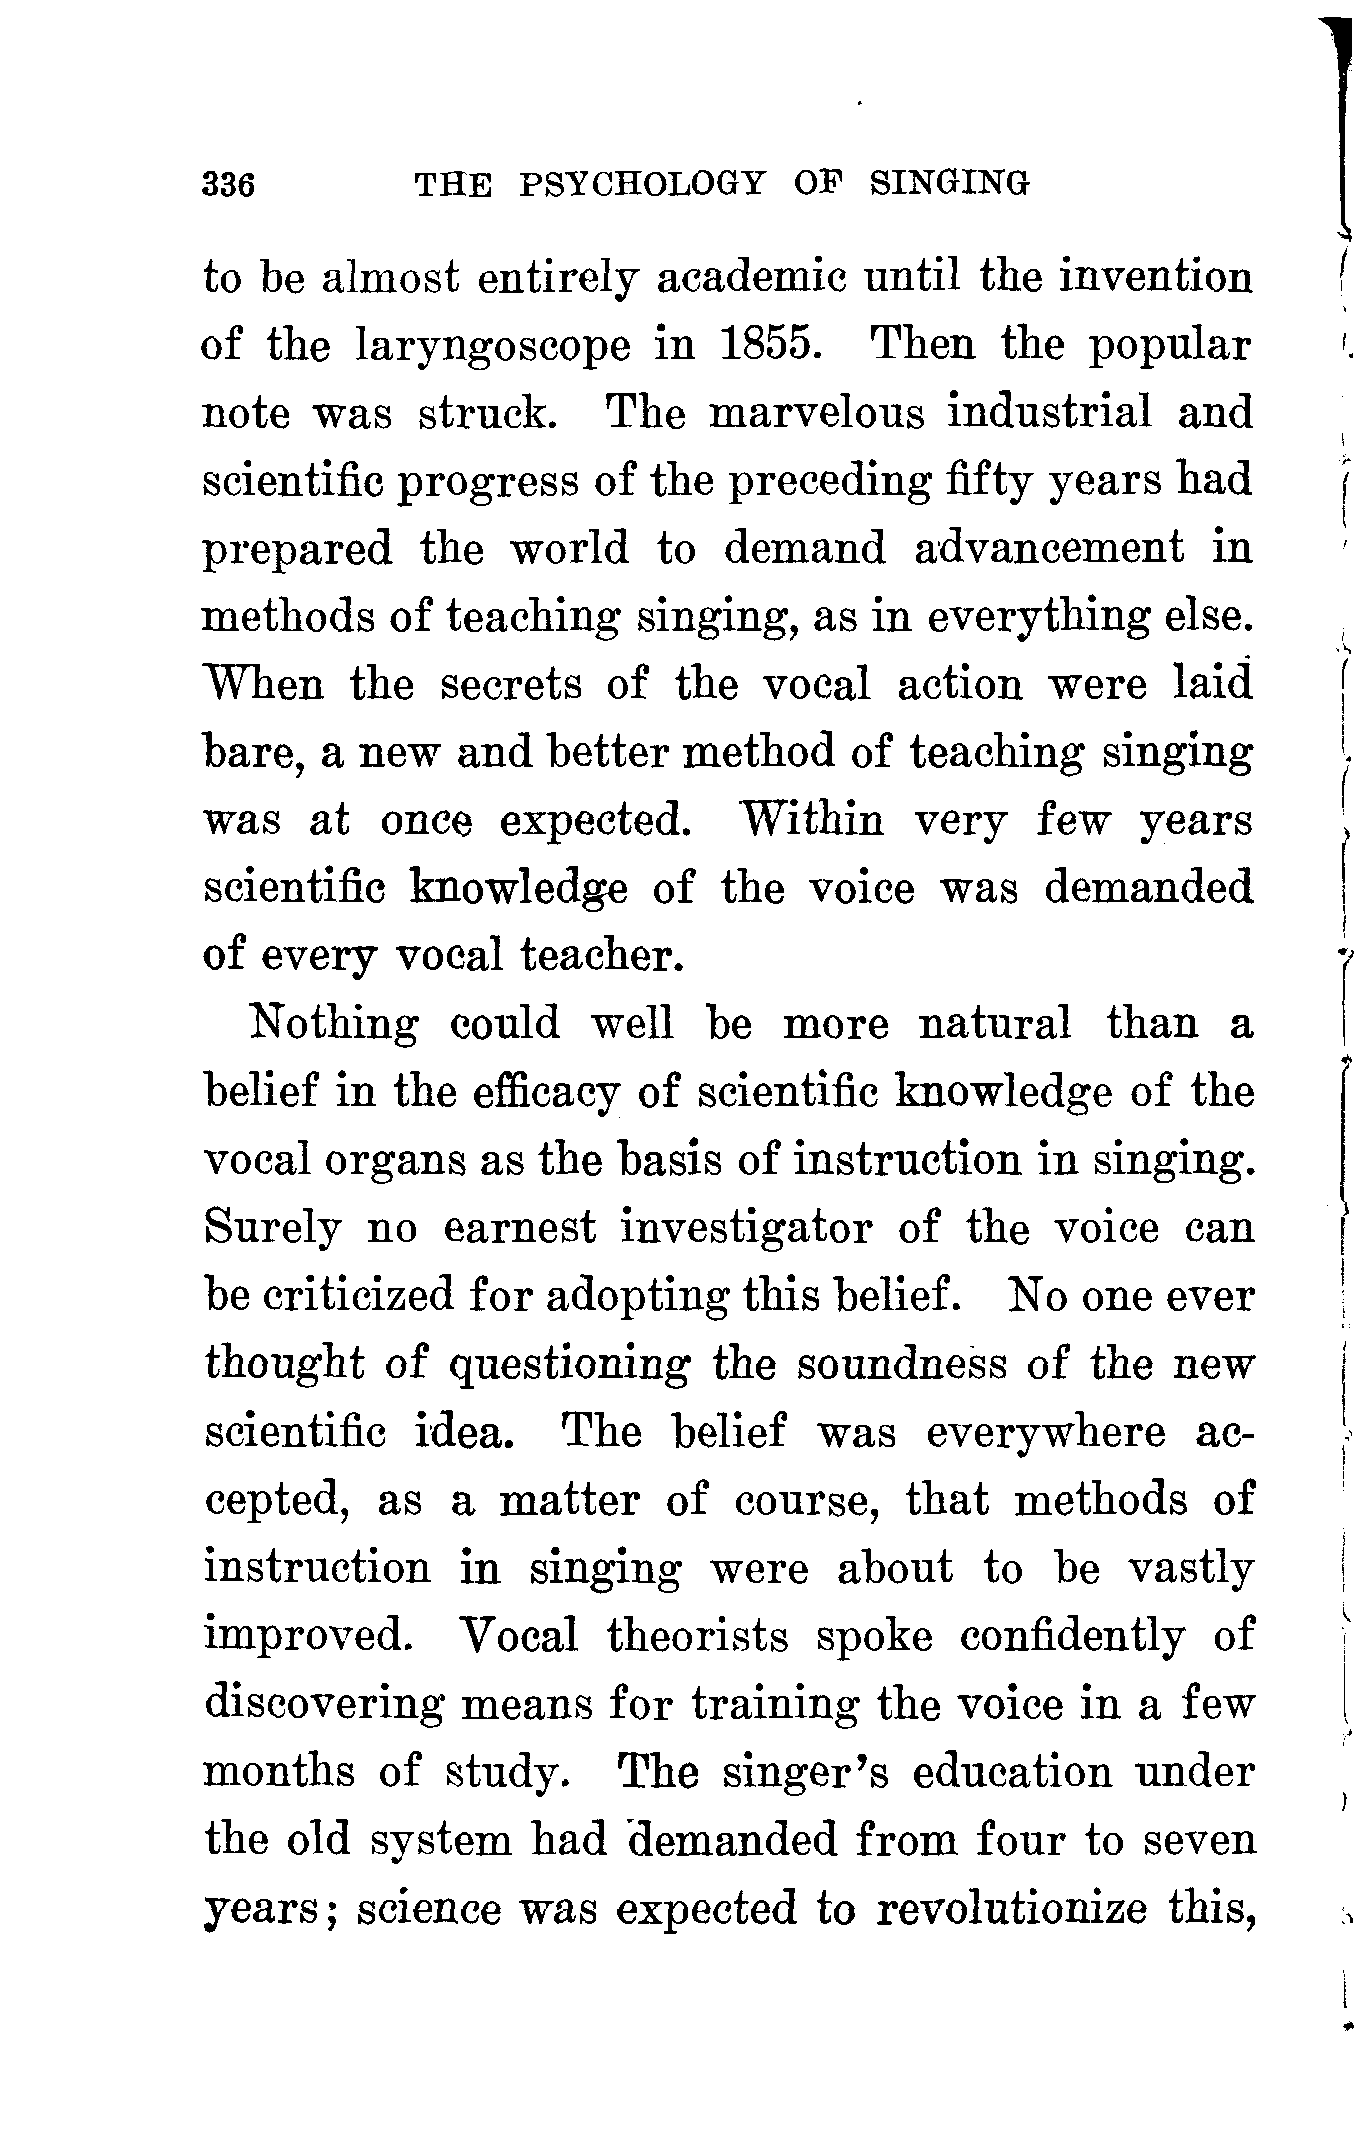 336 THE PSYCHOLOGY OF SINGING
to be almost entirely academic until the invention
of the laryngoscope in 1855. Then the popular
note was struck. The marvelous industrial and
scientific progress of the preceding fifty years had
prepared the world to demand advancement in
methods of teaching singing, as in everything else.
When the secrets of the vocal action were laid
bare, a new and better method of teaching singing
was at once expected. Within very few years
scientific knowledge of the voice was demanded
of every vocal teacher.
Nothing could well be more natural than a
belief in the efficacy of scientific knowledge of the
vocal organs as the basis of instruction in singing.
Surely no earnest investigator of the voice can
be criticized for adopting this belief. No one ever
thought of questioning the soundness of the new
scientific idea. The belief was everywhere ac-
cepted, as a matter of course, that methods of
instruction in singing were about to be vastly
improved. Vocal theorists spoke confidently of
discovering means for training the voice in a few
months of study. The singer's education under
the old system had demanded from four to seven
years; science was expected to revolutionize this,